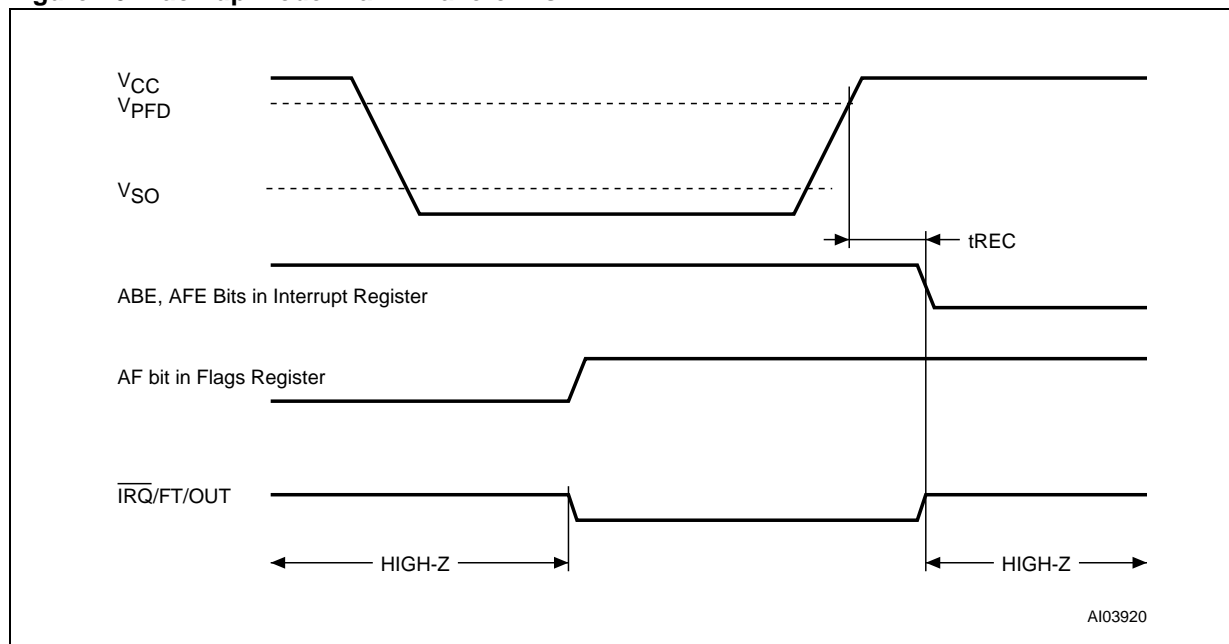 VCC
VPFD
VSO
tREC
ABE, AFE Bits in Interrupt Register
AF bit in Flags Register
IRQ/FT/OUT
HIGH-Z
HIGH-Z
AI03920